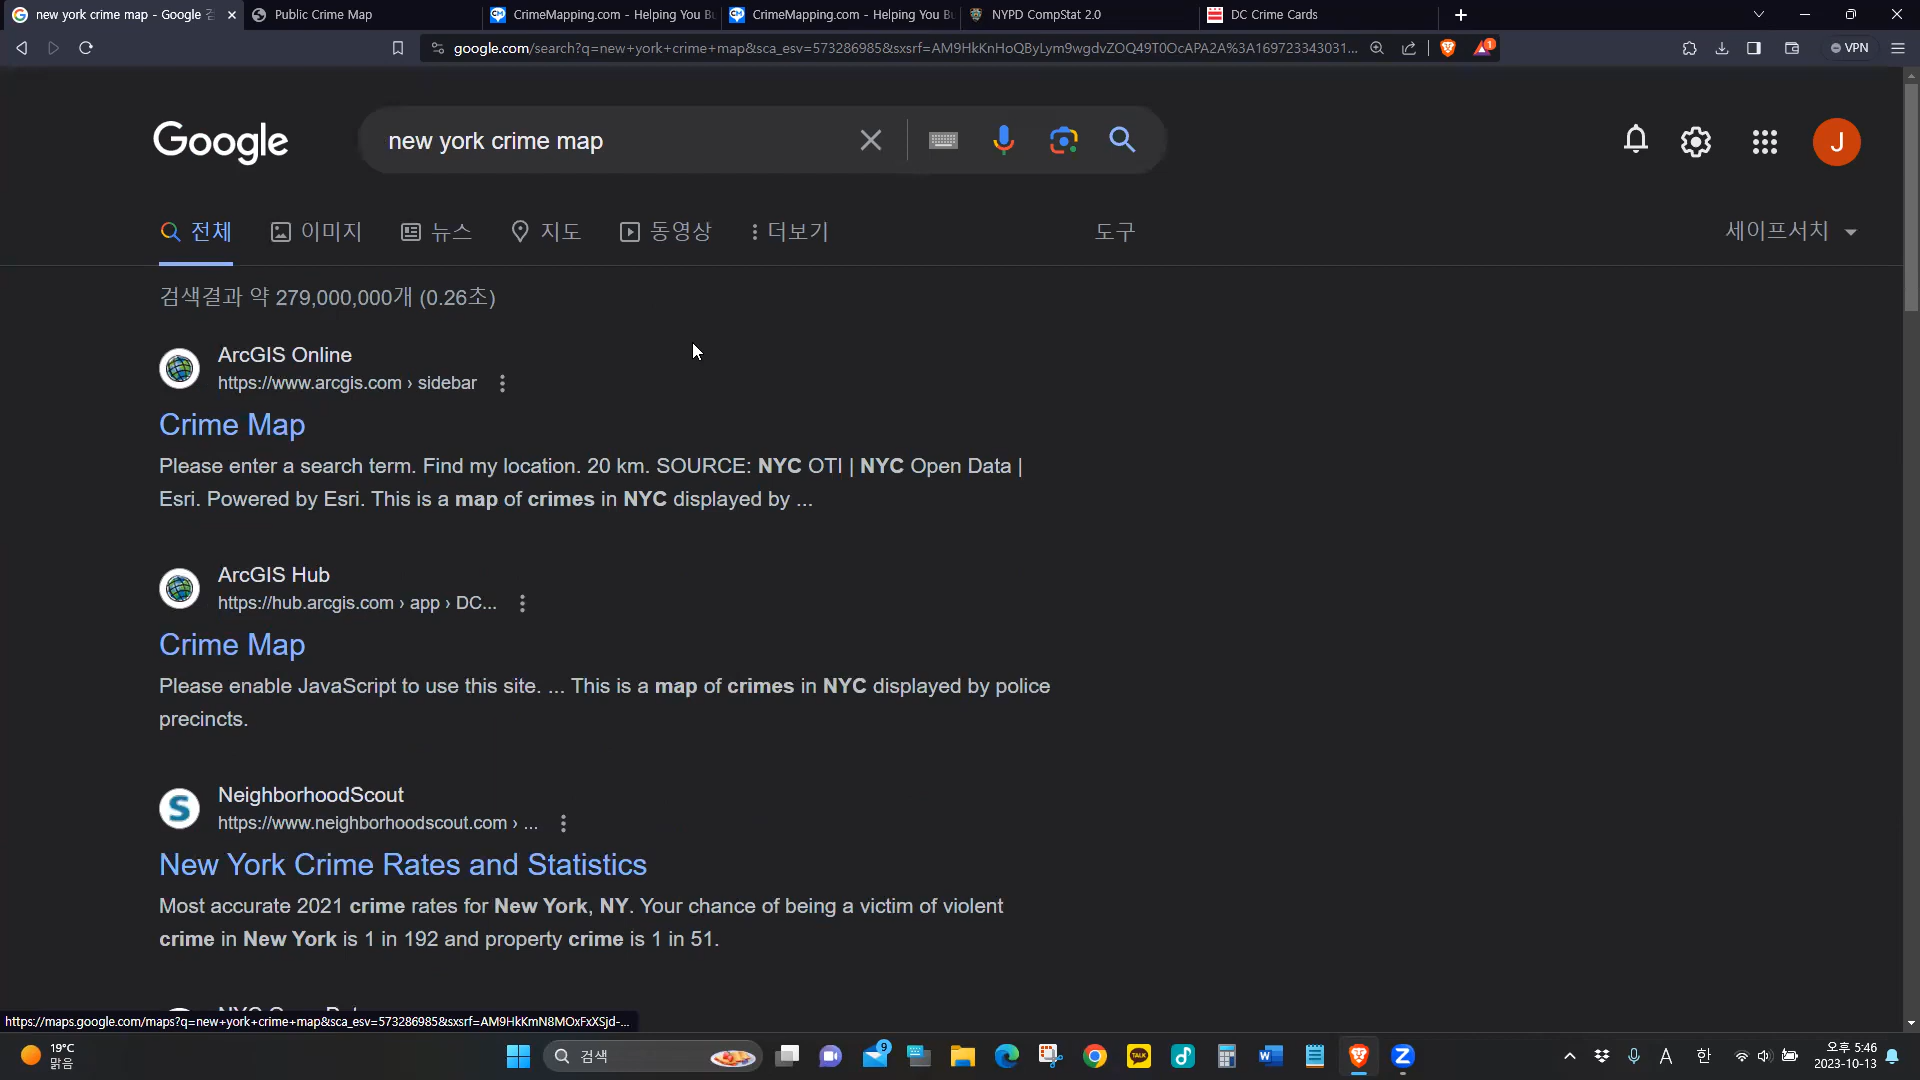 new york crime map - Google 검
Public Crime Map
CrimeMapping.com - Helping You Bu
CrimeMapping.com - Helping You Bu
NYPD CompStat 2.0
DC Crime Cards
google.com/search?q=new+york+crime+map&sca_esv=573286985&sxsrf=AM9HkKnHoQByLym9wgdvZOQ49T0OcAPA2A%3A169723343031...
1
VPN
Google
new york crime map
J
전체
이미지
뉴스
지도
동영상
더보기
도구
세이프서치
검색결과 약 279,000,000개 (0.26초)
ArcGIS Online
https://www.arcgis.com › sidebar
Crime Map
Please enter a search term. Find my location. 20 km. SOURCE: NYC OTI | NYC Open Data |
Esri. Powered by Esri. This is a map of crimes in NYC displayed by ...
ArcGIS Hub
https://hub.arcgis.com › app › DC...
Crime Map
Please enable JavaScript to use this site. ... This is a map of crimes in NYC displayed by police
precincts.
S
NeighborhoodScout
https://www.neighborhoodscout.com › ...
New York Crime Rates and Statistics
Most accurate 2021 crime rates for New York, NY. Your chance of being a victim of violent
crime in New York is 1 in 192 and property crime is 1 in 51.
https://maps.google.com/maps?q=new+york+crime+map&sca_esv=573286985&sxsrf=AM9HkKmN8MOxFxXSjd-...
19°C
맑음
검색
9
TALK
W
Z
A
한
오후 5:46
2023-10-13